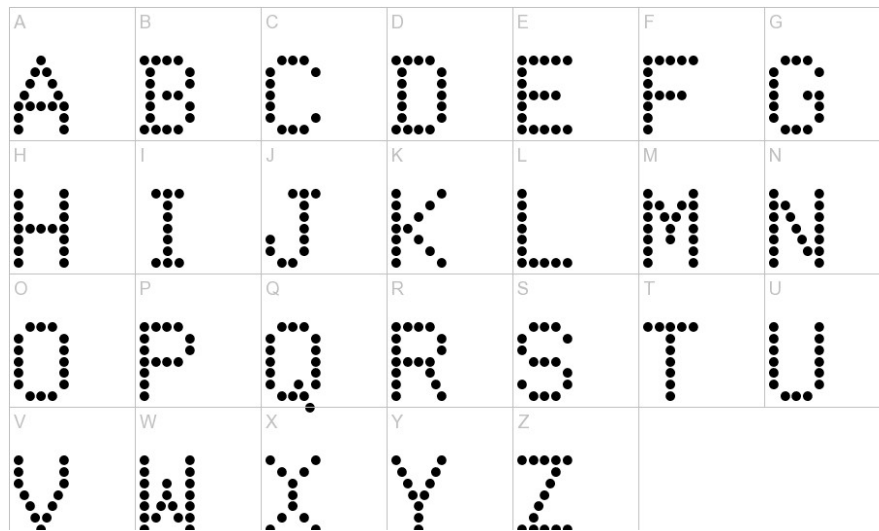 A B C D E F G
A B C D E F G
H I J K L M N
H I J K L M N
O P Q R S T U
O P Q R S T U
V W X Y Z
V W X Y Z